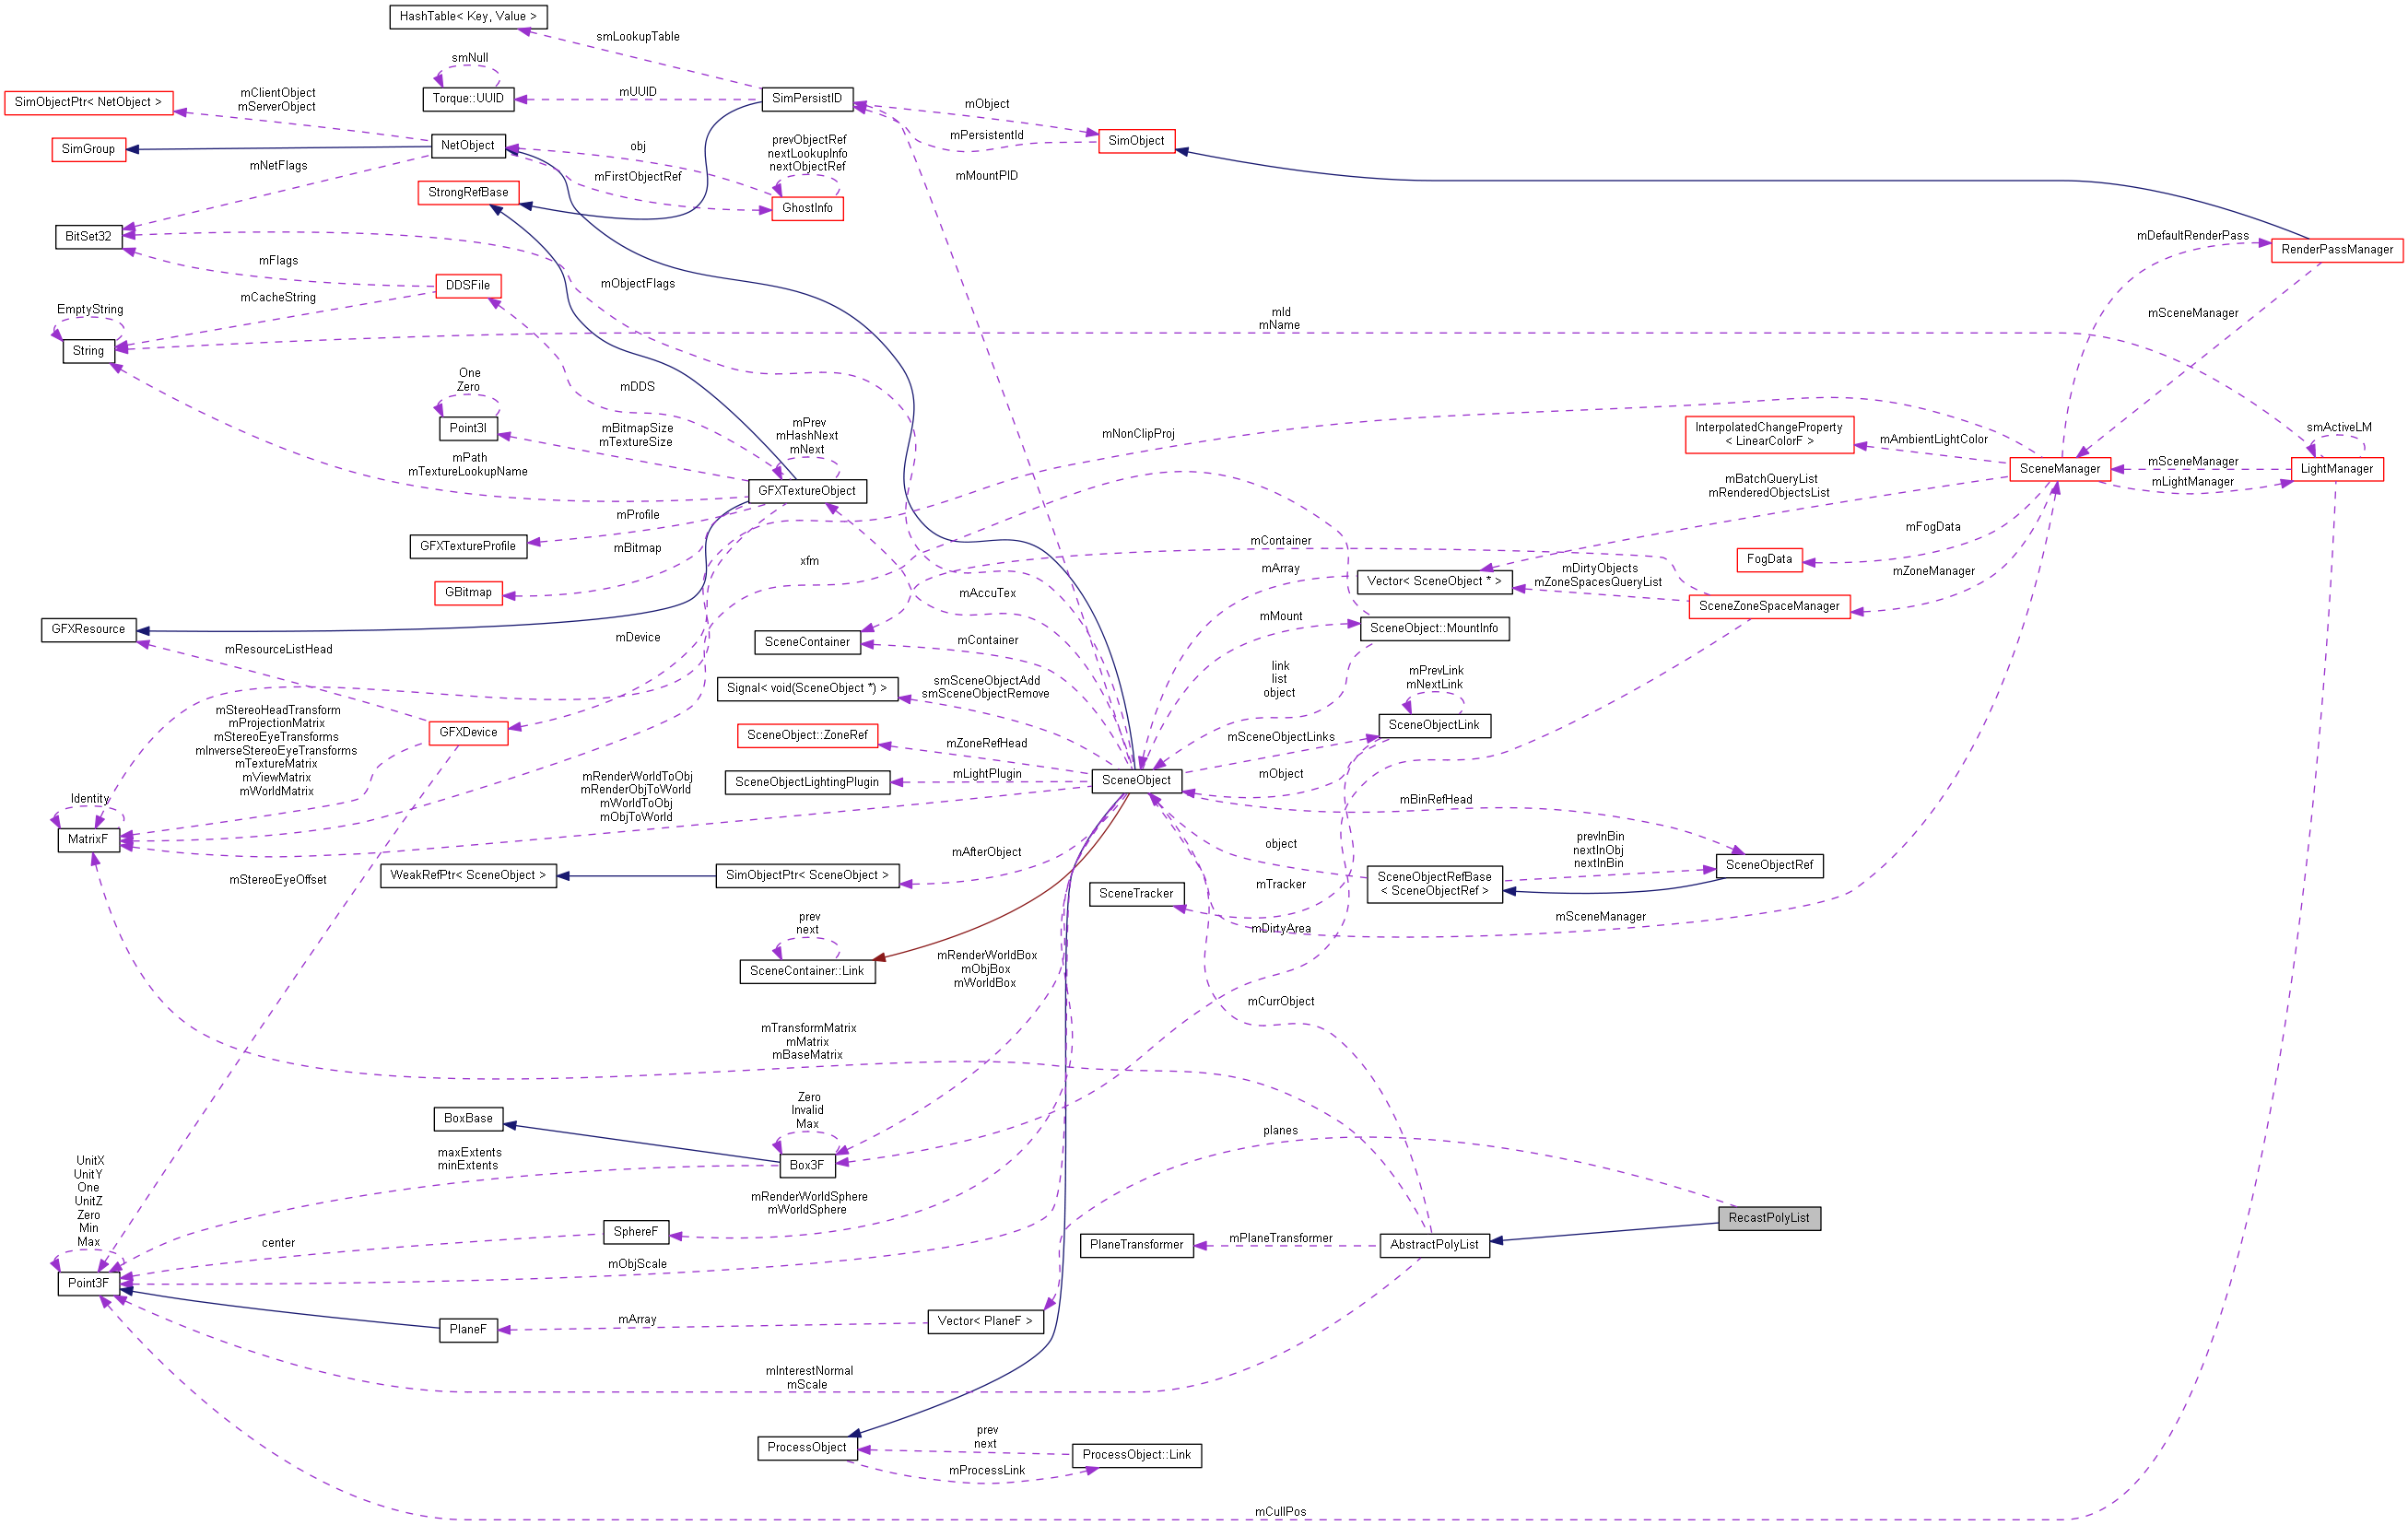 HashTable< Key, Value >
smLookupTable
smNull
SimObjectPtr< NetObject >
mClientObject
mServerObject
Torque::UUID
mUUID
SimPersistID
mObject
SimGroup
NetObject
obj
prevObjectRef
nextLookupInfo
nextObjectRef
mPersistentId
SimObject
mNetFlags
mFirstObjectRef
mMountPID
StrongRefBase
GhostInfo
BitSet32
mDefaultRenderPass
RenderPassManager
mFlags
DDSFile
mObjectFlags
mCacheString
EmptyString
mId
mName
mSceneManager
String
One
Zero
mDDS
Point3I
mBitmapSize
mTextureSize
mPrev
mHashNext
mNext
mNonClipProj
InterpolatedChangeProperty
< LinearColorF >
mAmbientLightColor
smActiveLM
mPath
mTextureLookupName
SceneManager
mSceneManager
LightManager
mLightManager
GFXTextureObject
mBatchQueryList
mRenderedObjectsList
mProfile
mFogData
GFXTextureProfile
mBitmap
xfm
mContainer
FogData
mArray
Vector< SceneObject * >
mDirtyObjects
mZoneSpacesQueryList
mZoneManager
GBitmap
mAccuTex
SceneZoneSpaceManager
GFXResource
mDevice
SceneContainer
mContainer
mMount
SceneObject::MountInfo
mResourceListHead
link
list
object
mPrevLink
mNextLink
Signal< void(SceneObject *) >
smSceneObjectAdd
smSceneObjectRemove
mStereoHeadTransform
mProjectionMatrix
mStereoEyeTransforms
mInverseStereoEyeTransforms
mTextureMatrix
mViewMatrix
mWorldMatrix
GFXDevice
SceneObject::ZoneRef
mZoneRefHead
mSceneObjectLinks
SceneObjectLink
SceneObjectLightingPlugin
mLightPlugin
SceneObject
mObject
mRenderWorldToObj
mRenderObjToWorld
mWorldToObj
mObjToWorld
mBinRefHead
Identity
MatrixF
mStereoEyeOffset
WeakRefPtr< SceneObject >
SimObjectPtr< SceneObject >
mAfterObject
object
prevInBin
nextInObj
nextInBin
SceneObjectRef
SceneObjectRefBase
< SceneObjectRef >
SceneTracker
mTracker
prev
next
mSceneManager
mDirtyArea
SceneContainer::Link
mRenderWorldBox
mObjBox
mWorldBox
mCurrObject
mTransformMatrix
mMatrix
mBaseMatrix
BoxBase
Zero
Invalid
Max
planes
maxExtents
minExtents
Box3F
UnitX
UnitY
One
UnitZ
Zero
Min
Max
mRenderWorldSphere
mWorldSphere
SphereF
center
RecastPolyList
PlaneTransformer
mPlaneTransformer
AbstractPolyList
mObjScale
Point3F
PlaneF
mArray
Vector< PlaneF >
mInterestNormal
mScale
ProcessObject
prev
next
ProcessObject::Link
mProcessLink
mCullPos